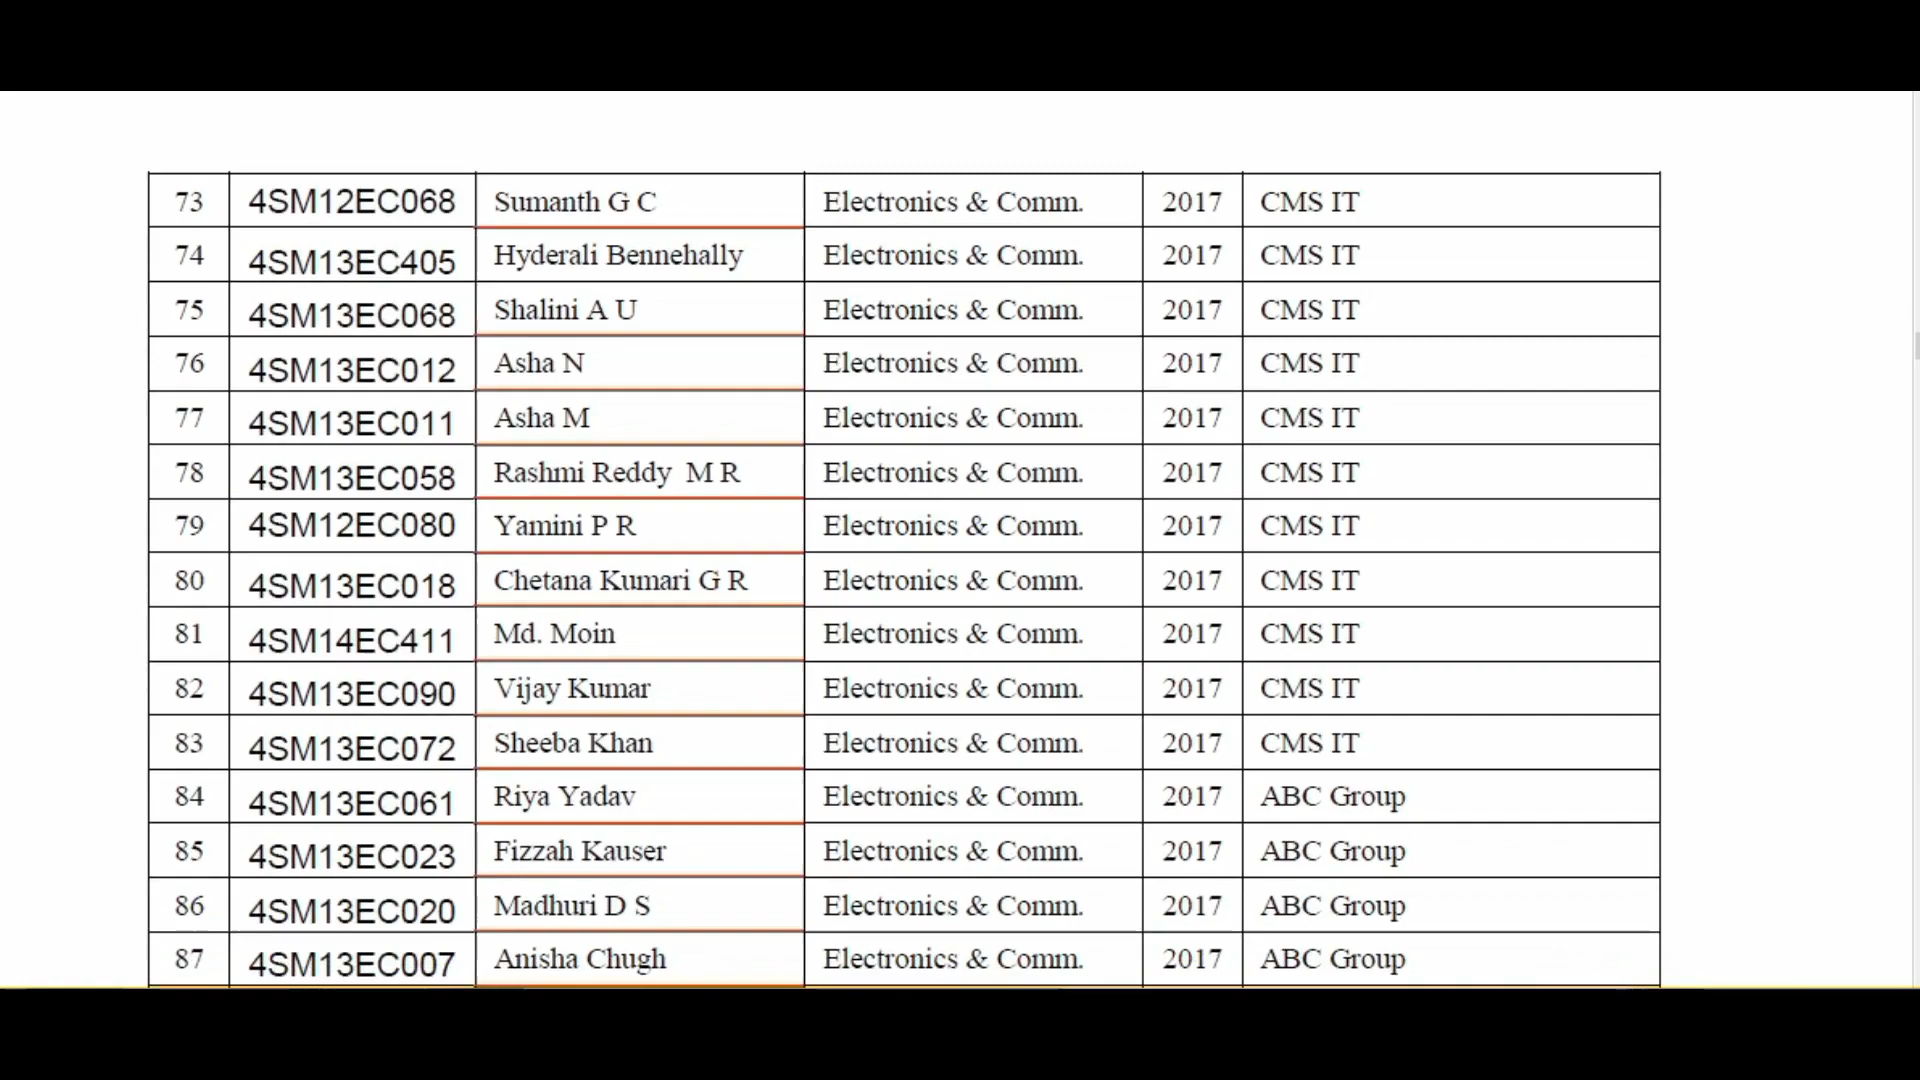 73 4SM12EC068 Sumanth G C Electronics & Comm. 2017 CMS IT
74 4SM13EC405 Hyderali Bennehally Electronics & Comm. 2017 CMS IT
75 4SM13EC068 Shalini A U Electronics & Comm. 2017 CMS IT
76 4SM13EC012 Asha N Electronics & Comm. 2017 CMS IT
77 4SM13EC011 Asha M Electronics & Comm. 2017 CMS IT
78 4SM13EC058 Rashmi Reddy M R Electronics & Comm. 2017 CMS IT
79 4SM12EC080 Yamini P R Electronics & Comm. 2017 CMS IT
80 4SM13EC018 Chetana Kumari G R Electronics & Comm. 2017 CMS IT
81 4SM14EC411 Md. Moin Electronics & Comm. 2017 CMS IT
82 4SM13EC090 Vijay Kumar Electronics & Comm. 2017 CMS IT
83 4SM13EC072 Sheeba Khan Electronics & Comm. 2017 CMS IT
84 4SM13EC061 Riya Yadav Electronics & Comm. 2017 ABC Group
85 4SM13EC023 Fizzah Kauser Electronics & Comm. 2017 ABC Group
86 4SM13EC020 Madhuri D S Electronics & Comm. 2017 ABC Group
87 4SM13EC007 Anisha Chugh Electronics & Comm. 2017 ABC Group